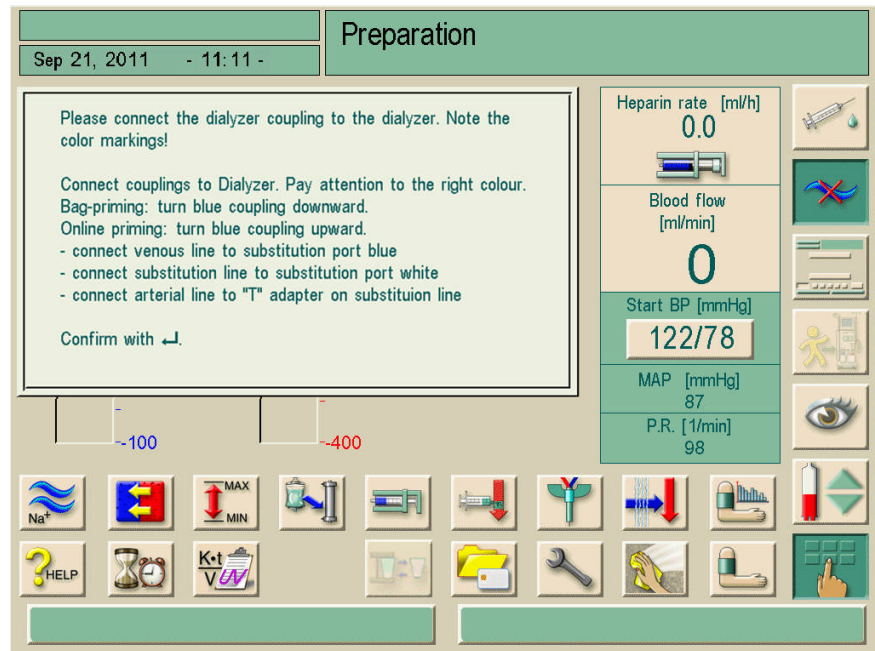 Preparation
Sep 21, 2011 - 11:11 -
Please connect the dialyzer coupling to the dialyzer. Note the
color markings!
Connect couplings to Dialyzer. Pay attention to the right colour.
Bag-priming: turn blue coupling downward.
Online priming: turn blue coupling upward.
- connect venous line to substitution port blue
- connect substitution line to substitution port white
- connect arterial line to "T" adapter on substituion line
Confirm with ↵.
Heparin rate [ml/h]
0.0
Blood flow
[ml/min]
0
Start BP [mmHg]
122/78
MAP [mmHg]
87
P.R. [1/min]
98
-100
-400
Na+
MAX
MIN
HELP
K•t
V